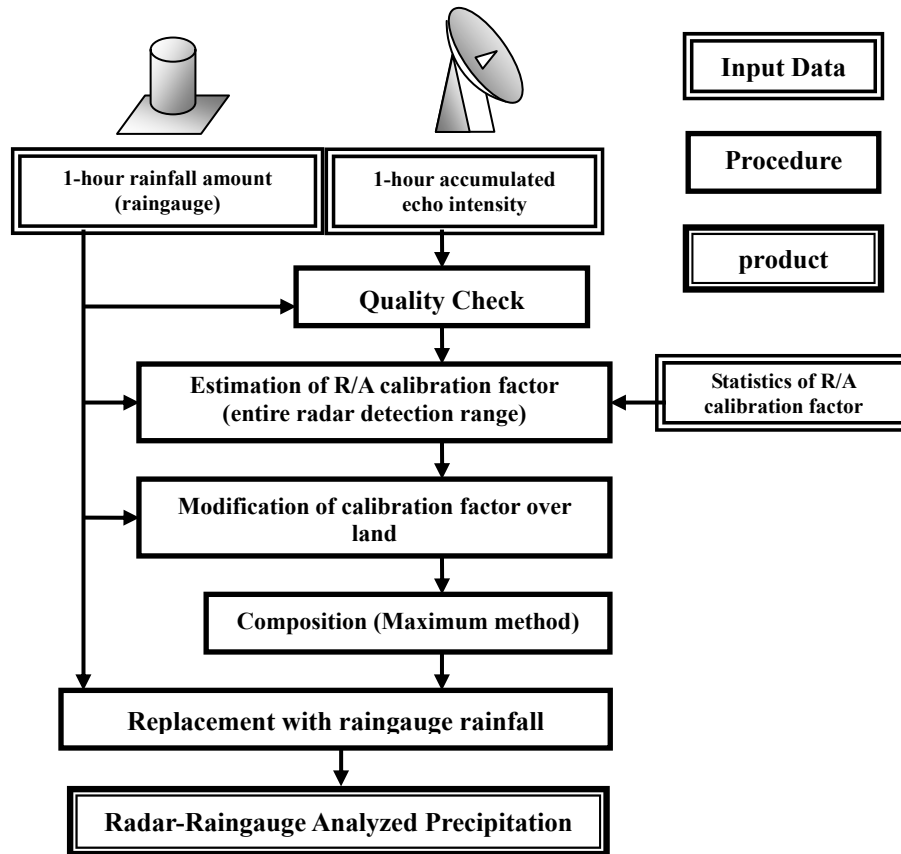 Input Data
Procedure
product
1-hour rainfall amount
(raingauge)
1-hour accumulated
echo intensity
Quality Check
Estimation of R/A calibration factor
(entire radar detection range)
Statistics of R/A
calibration factor
Modification of calibration factor over
land
Composition (Maximum method)
Replacement with raingauge rainfall
Radar-Raingauge Analyzed Precipitation